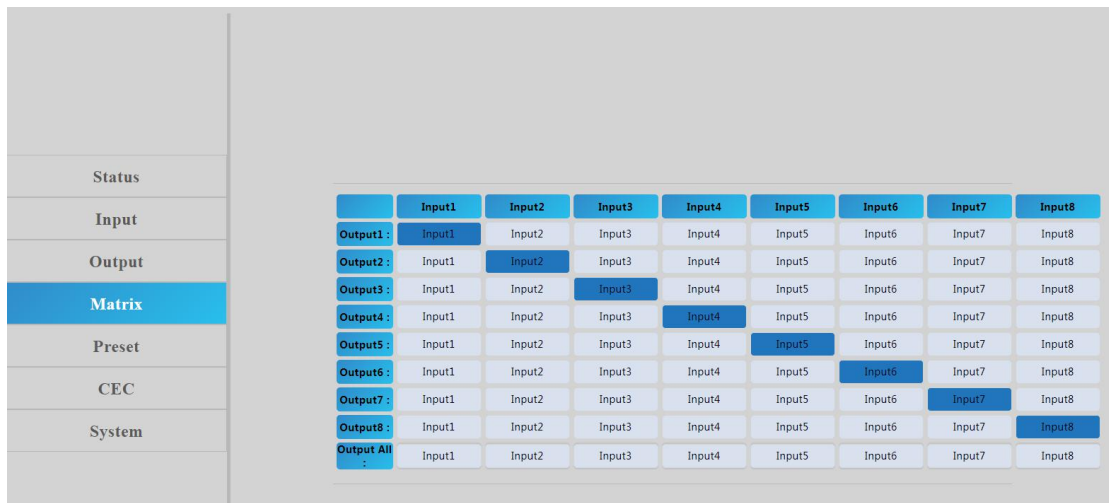 Status
Input
Output
Matrix
Preset
CEC
System
Input1 Input2 Input3 Input4 Input5 Input6 Input7 Input8
Output1 : Input1 Input2 Input3 Input4 Input5 Input6 Input7 Input8
Output2 : Input1 Input2 Input3 Input4 Input5 Input6 Input7 Input8
Output3 : Input1 Input2 Input3 Input4 Input5 Input6 Input7 Input8
Output4 : Input1 Input2 Input3 Input4 Input5 Input6 Input7 Input8
Output5 : Input1 Input2 Input3 Input4 Input5 Input6 Input7 Input8
Output6 : Input1 Input2 Input3 Input4 Input5 Input6 Input7 Input8
Output7 : Input1 Input2 Input3 Input4 Input5 Input6 Input7 Input8
Output8 : Input1 Input2 Input3 Input4 Input5 Input6 Input7 Input8
Output All : Input1 Input2 Input3 Input4 Input5 Input6 Input7 Input8